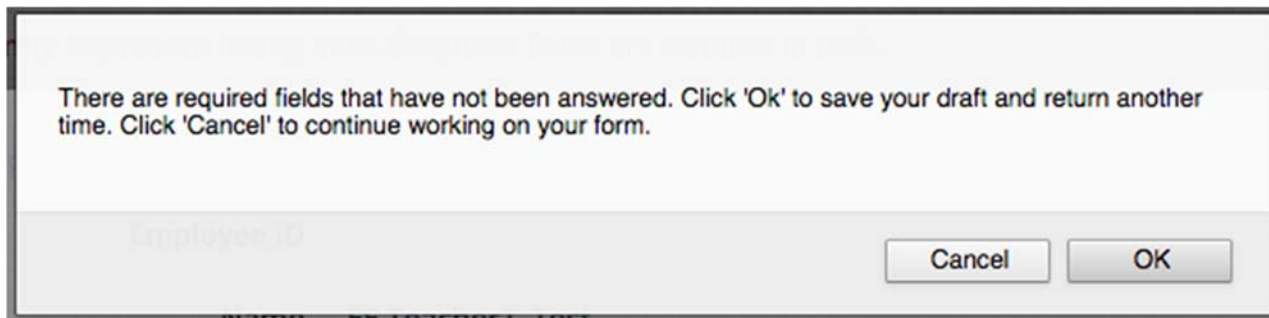 There are required fields that have not been answered. Click 'Ok' to save your draft and return another
time. Click 'Cancel' to continue working on your form.
Employee ID
Cancel
OK